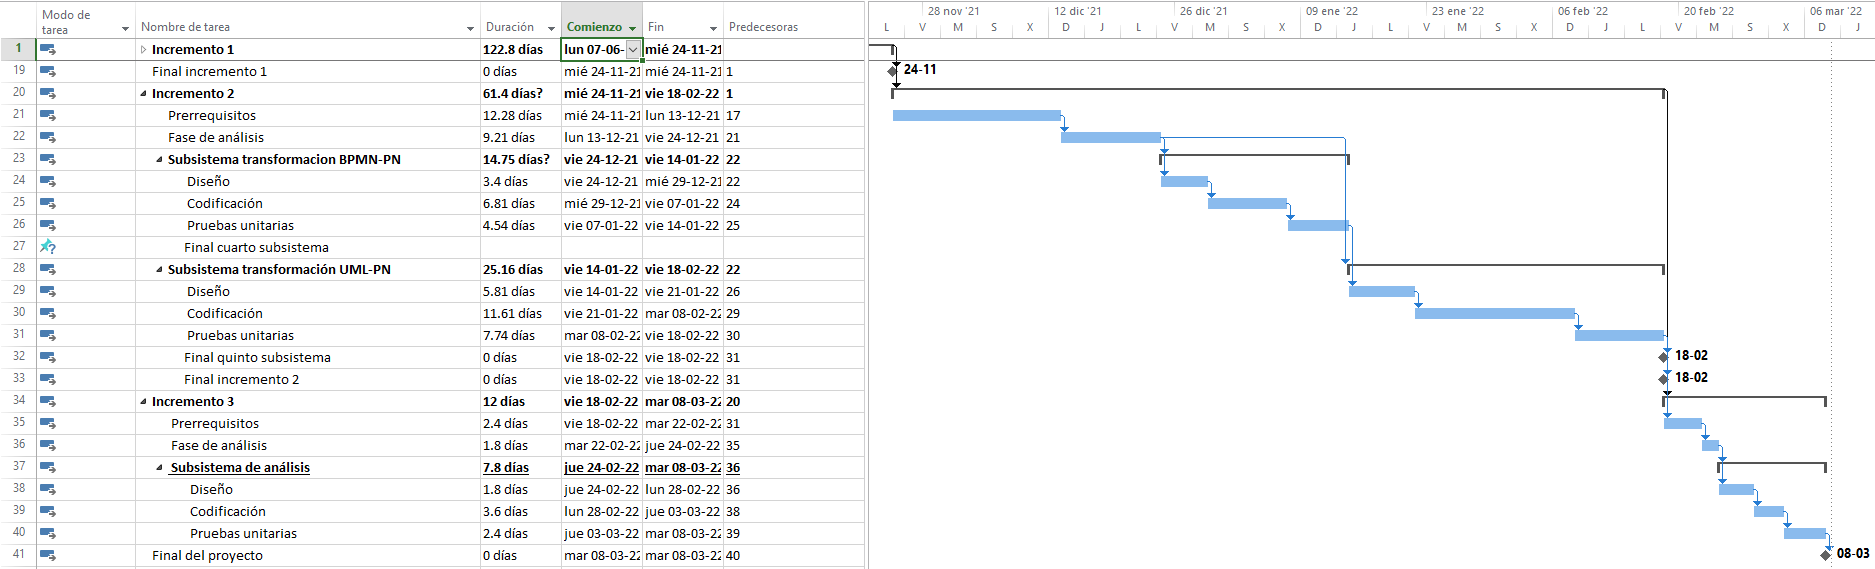 Modo de tarea Nombre de tarea Duración Comienzo Fin Predecesoras
28 nov '21 12 dic '21 26 dic '21 09 ene '22 23 ene '22 06 feb '22 20 feb '22 06 mar '22
L V M S X D J L V M S X D J L V M S X D J L V M S X D J
1 Incremento 1 122.8 días lun 07-06- mié 24-11-21
19 Final incremento 1 0 días mié 24-11-21 mié 24-11-21 1 24-11
20 Incremento 2 61.4 días? mié 24-11-21 vie 18-02-22 1
21 Prerrequisitos 12.28 días mié 24-11-21 lun 13-12-21 17
22 Fase de análisis 9.21 días lun 13-12-21 vie 24-12-21 21
23 Subsistema transformacion BPMN-PN 14.75 días? vie 24-12-21 vie 14-01-22 22
24 Diseño 3.4 días vie 24-12-21 mié 29-12-21 22
25 Codificación 6.81 días mié 29-12-21 vie 07-01-22 24
26 Pruebas unitarias 4.54 días vie 07-01-22 vie 14-01-22 25
27 Final cuarto subsistema
28 Subsistema transformación UML-PN 25.16 días vie 14-01-22 vie 18-02-22 22
29 Diseño 5.81 días vie 14-01-22 vie 21-01-22 26
30 Codificación 11.61 días vie 21-01-22 mar 08-02-22 29
31 Pruebas unitarias 7.74 días mar 08-02-22 vie 18-02-22 30
32 Final quinto subsistema 0 días vie 18-02-22 vie 18-02-22 31 18-02
33 Final incremento 2 0 días vie 18-02-22 vie 18-02-22 31 18-02
34 Incremento 3 12 días vie 18-02-22 mar 08-03-22 20
35 Prerequisitos 2.4 días vie 18-02-22 mar 22-02-22 31
36 Fase de análisis 1.8 días mar 22-02-22 jue 24-02-22 35
37 Subsistema de análisis 7.8 días jue 24-02-22 mar 08-03-22 36
38 Diseño 1.8 días jue 24-02-22 lun 28-02-22 36
39 Codificación 3.6 días lun 28-02-22 jue 03-03-22 38
40 Pruebas unitarias 2.4 días jue 03-03-22 mar 08-03-22 39
41 Final del proyecto 0 días mar 08-03-22 mar 08-03-22 40 08-03